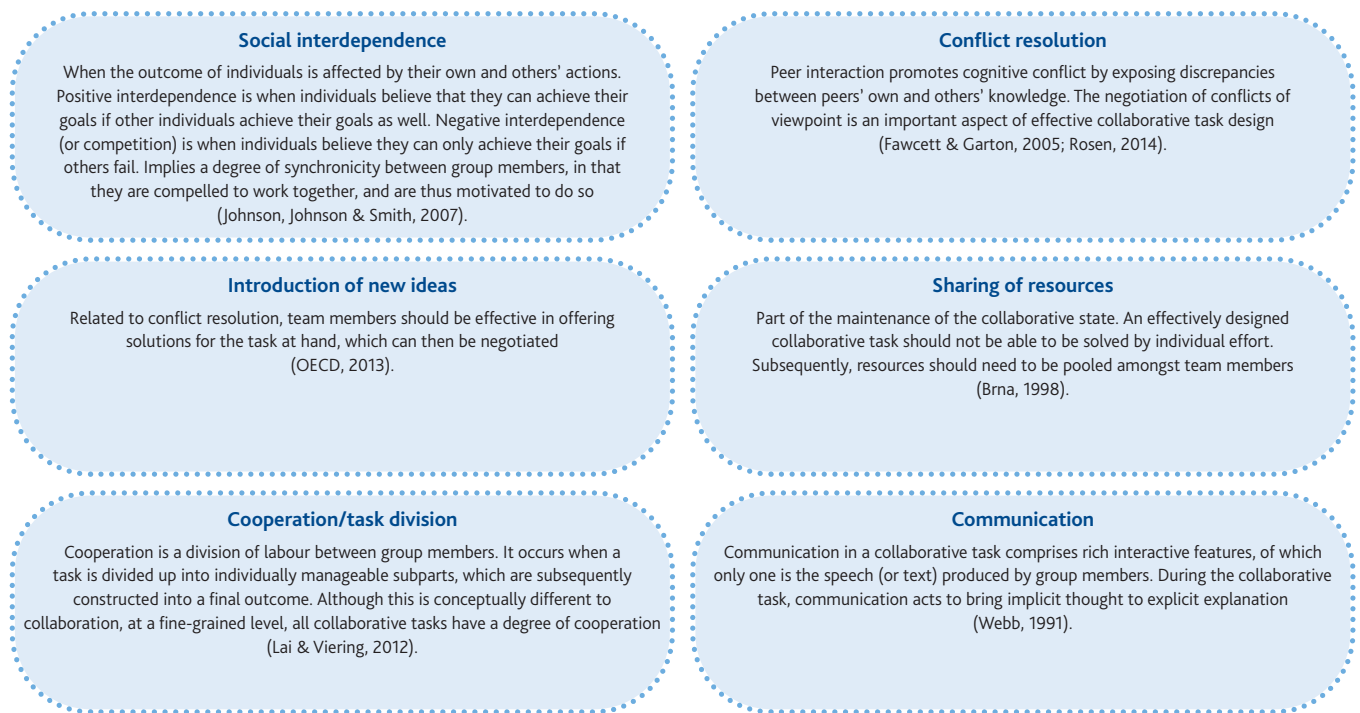 Social interdependence
When the outcome of individuals is affected by their own and others’ actions.
Positive interdependence is when individuals believe that they can achieve their
goals if other individuals achieve their goals as well. Negative interdependence
(or competition) is when individuals believe they can only achieve their goals if
others fail. Implies a degree of synchronicity between group members, in that
they are compelled to work together, and are thus motivated to do so
(Johnson, Johnson & Smith, 2007).
Conflict resolution
Peer interaction promotes cognitive conflict by exposing discrepancies
between peers’ own and others’ knowledge. The negotiation of conflicts of
viewpoint is an important aspect of effective collaborative task design
(Fawcett & Garton, 2005; Rosen, 2014).
Introduction of new ideas
Related to conflict resolution, team members should be effective in offering
solutions for the task at hand, which can then be negotiated
(OECD, 2013).
Sharing of resources
Part of the maintenance of the collaborative state. An effectively designed
collaborative task should not be able to be solved by individual effort.
Subsequently, resources should need to be pooled amongst team members
(Brna, 1998).
Cooperation/task division
Cooperation is a division of labour between group members. It occurs when a
task is divided up into individually manageable subparts, which are subsequently
constructed into a final outcome. Although this is conceptually different to
collaboration, at a fine-grained level, all collaborative tasks have a degree of cooperation
(Lai & Viering, 2012).
Communication
Communication in a collaborative task comprises rich interactive features, of which
only one is the speech (or text) produced by group members. During the collaborative
task, communication acts to bring implicit thought to explicit explanation
(Webb, 1991).